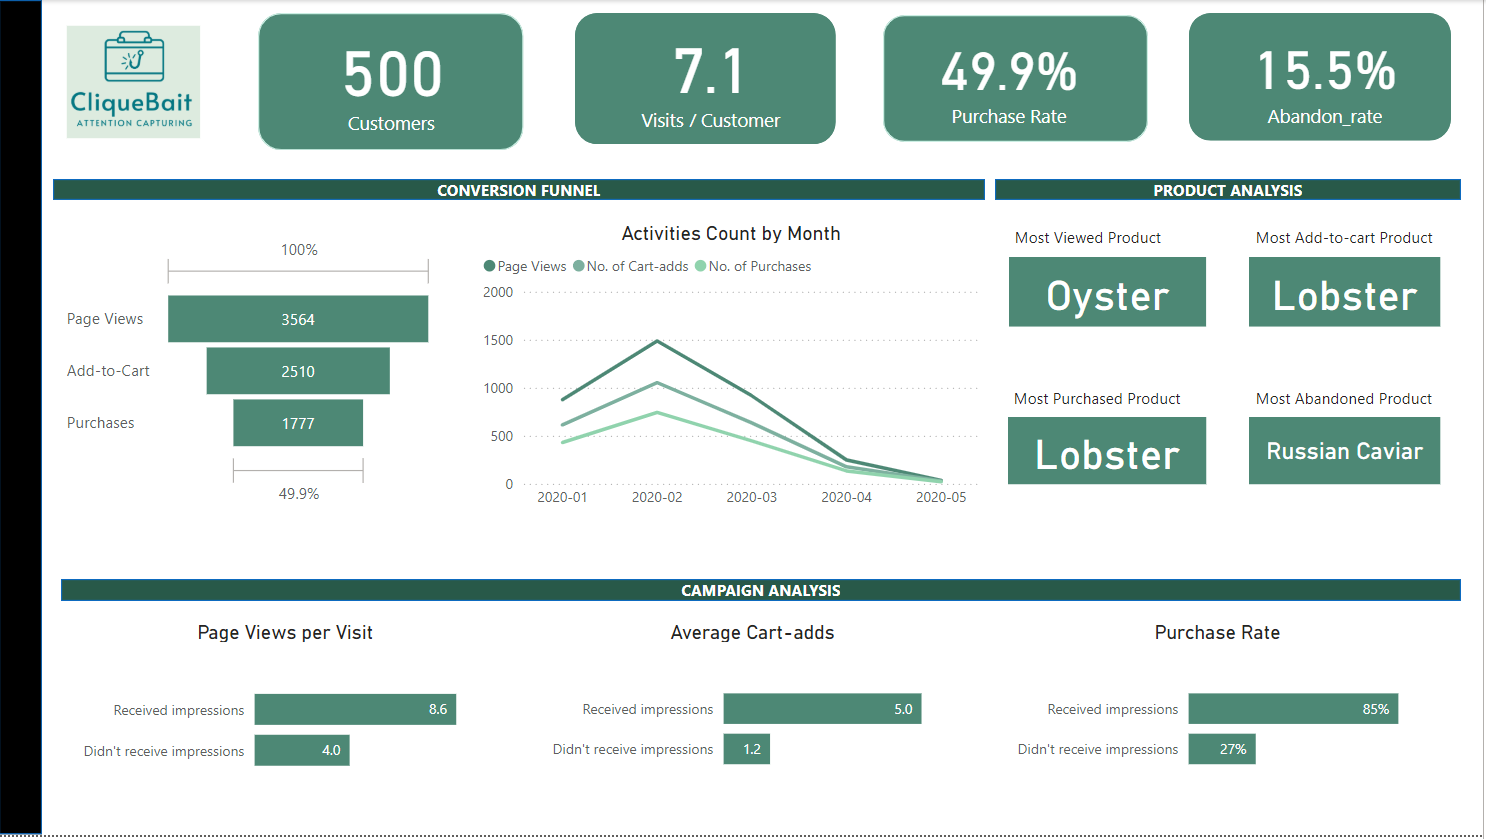 CliqueBait
ATTENTION CAPTURING
500
Customers
7.1
Visits / Customer
49.9%
Purchase Rate
15.5%
Abandon_rate
CONVERSION FUNNEL
100%
Page Views
3564
Add-to-Cart
2510
Purchases
1777
49.9%
Activities Count by Month
Page Views No. of Cart-adds No. of Purchases
2000
1500
1000
500
0
2020-01 2020-02 2020-03 2020-04 2020-05
PRODUCT ANALYSIS
Most Viewed Product
Oyster
Most Add-to-cart Product
Lobster
Most Purchased Product
Lobster
Most Abandoned Product
Russian Caviar
CAMPAIGN ANALYSIS
Page Views per Visit
Received impressions 8.6
Didn't receive impressions 4.0
Average Cart-adds
Received impressions 5.0
Didn't receive impressions 1.2
Purchase Rate
Received impressions 85%
Didn't receive impressions 27%